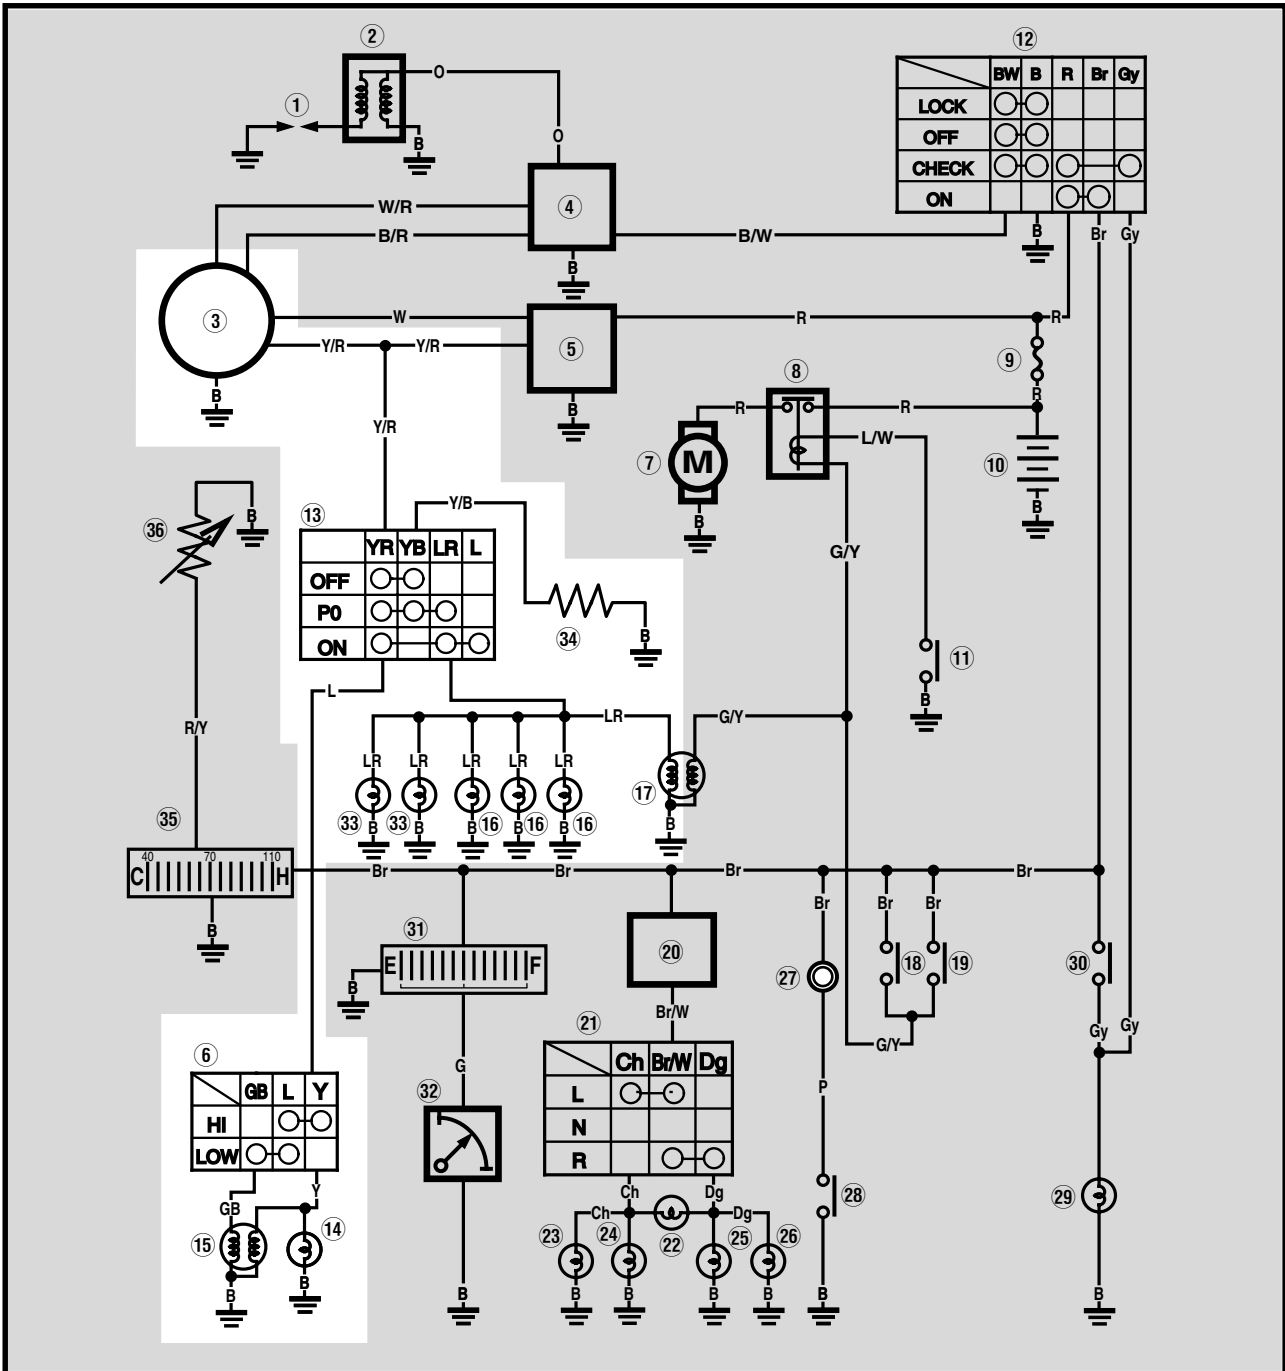 2
12
1
O
BW B R Br Gy
LOCK
OFF
CHECK
ON
B
O
4
W/R
B/R
B/W
B
Br
Gy
B
3
W
R
R
5
Y/R
Y/R
9
B
B
8
R
Y/R
R
R
L/W
7
M
10
B
B
13
Y/B
36
B
YR YB LR L
OFF
P0
ON
G/Y
34
B
11
B
L
R/Y
LR
G/Y
LR LR LR LR LR
17
33 B 33 B 16 B 16 B 16 B
35
40 70 110
C H
Br Br Br Br
B
31
Br Br Br
E F
20
27
18
19
30
B
Br/W
21
G/Y
Gy
Gy
6
G
Ch Br/W Dg
L
N
R
P
GB L Y
HI
LOW
32
Y
GB
Ch
Dg
28
29
15
14
Ch
Dg
23 24 22 25 26
B
B
B
B B B B
B
B